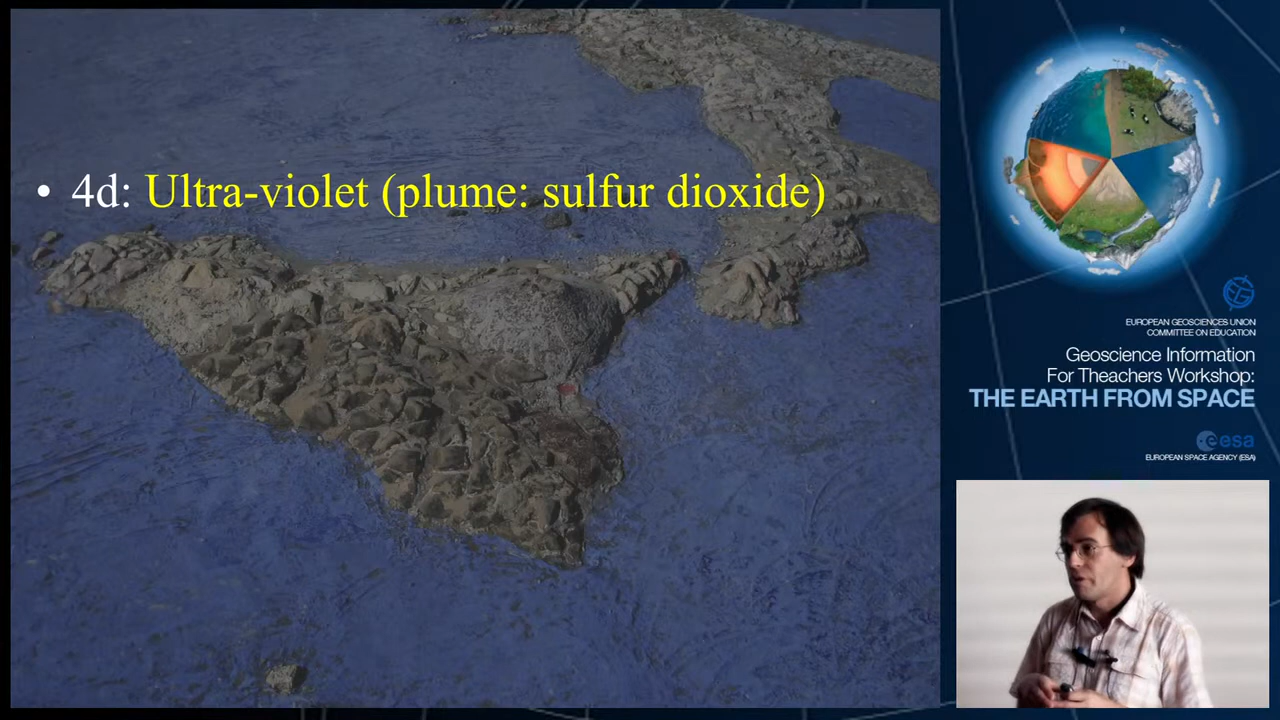 • 4d: Ultra-violet (plume: sulfur dioxide)
EUROPEAN GEOSCIENCES UNION
COMMITTEE ON EDUCATION
Geoscience Information
For Theachers Workshop:
THE EARTH FROM SPACE
esa
EUROPEAN SPACE AGENCY (ESA)